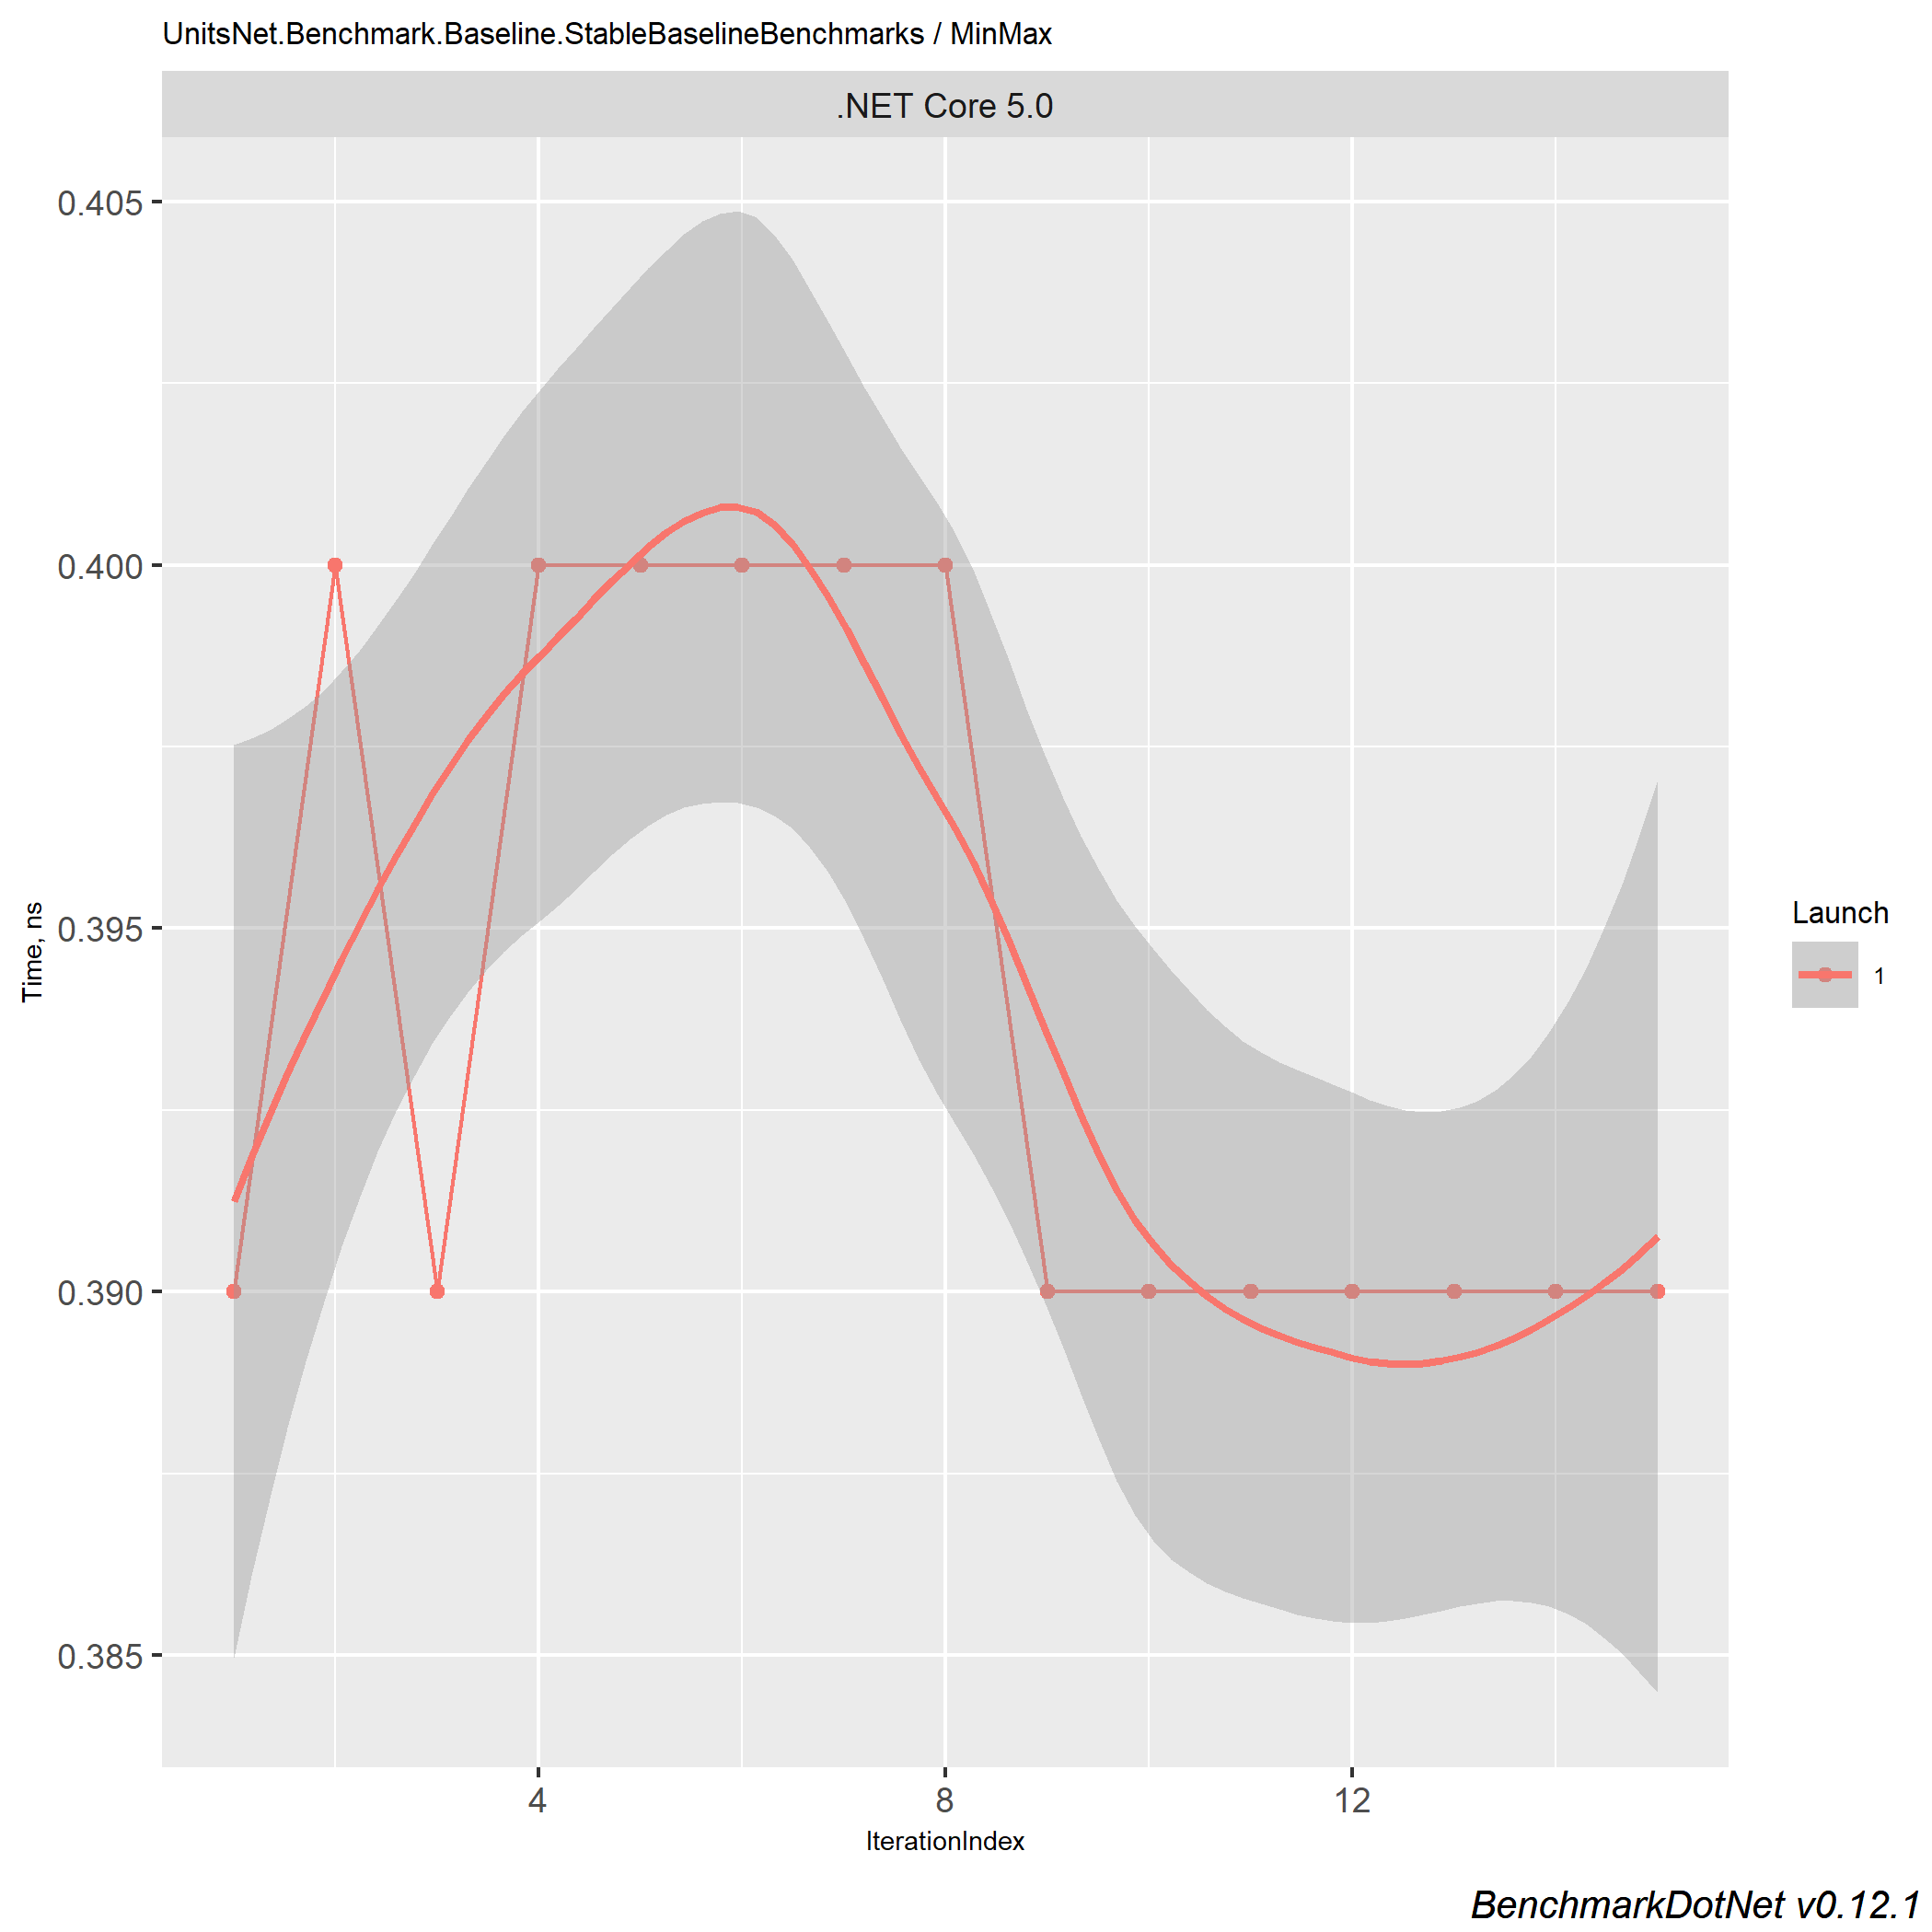 UnitsNet.Benchmark.Baseline.StableBaselineBenchmarks / MinMax
.NET Core 5.0
0.405
0.400
0.395
0.390
0.385
Time, ns
4 8 12
IterationIndex
Launch
1
BenchmarkDotNet v0.12.1